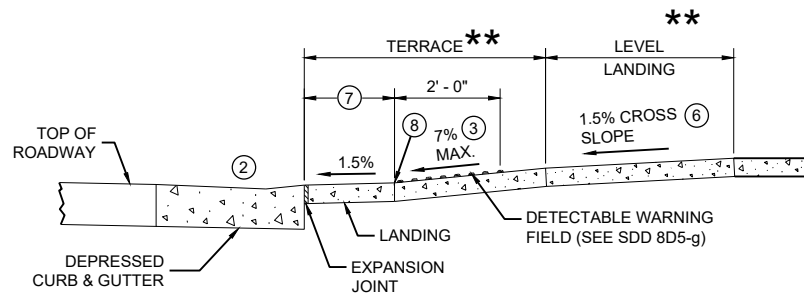 TERRACE **
**
LEVEL
LANDING
7
2' - 0"
TOP OF
ROADWAY
2
1.5%
8
7% 3
MAX.
1.5% CROSS
SLOPE 6
DEPRESSED
CURB & GUTTER
LANDING
EXPANSION
JOINT
DETECTABLE WARNING
FIELD (SEE SDD 8D5-g)